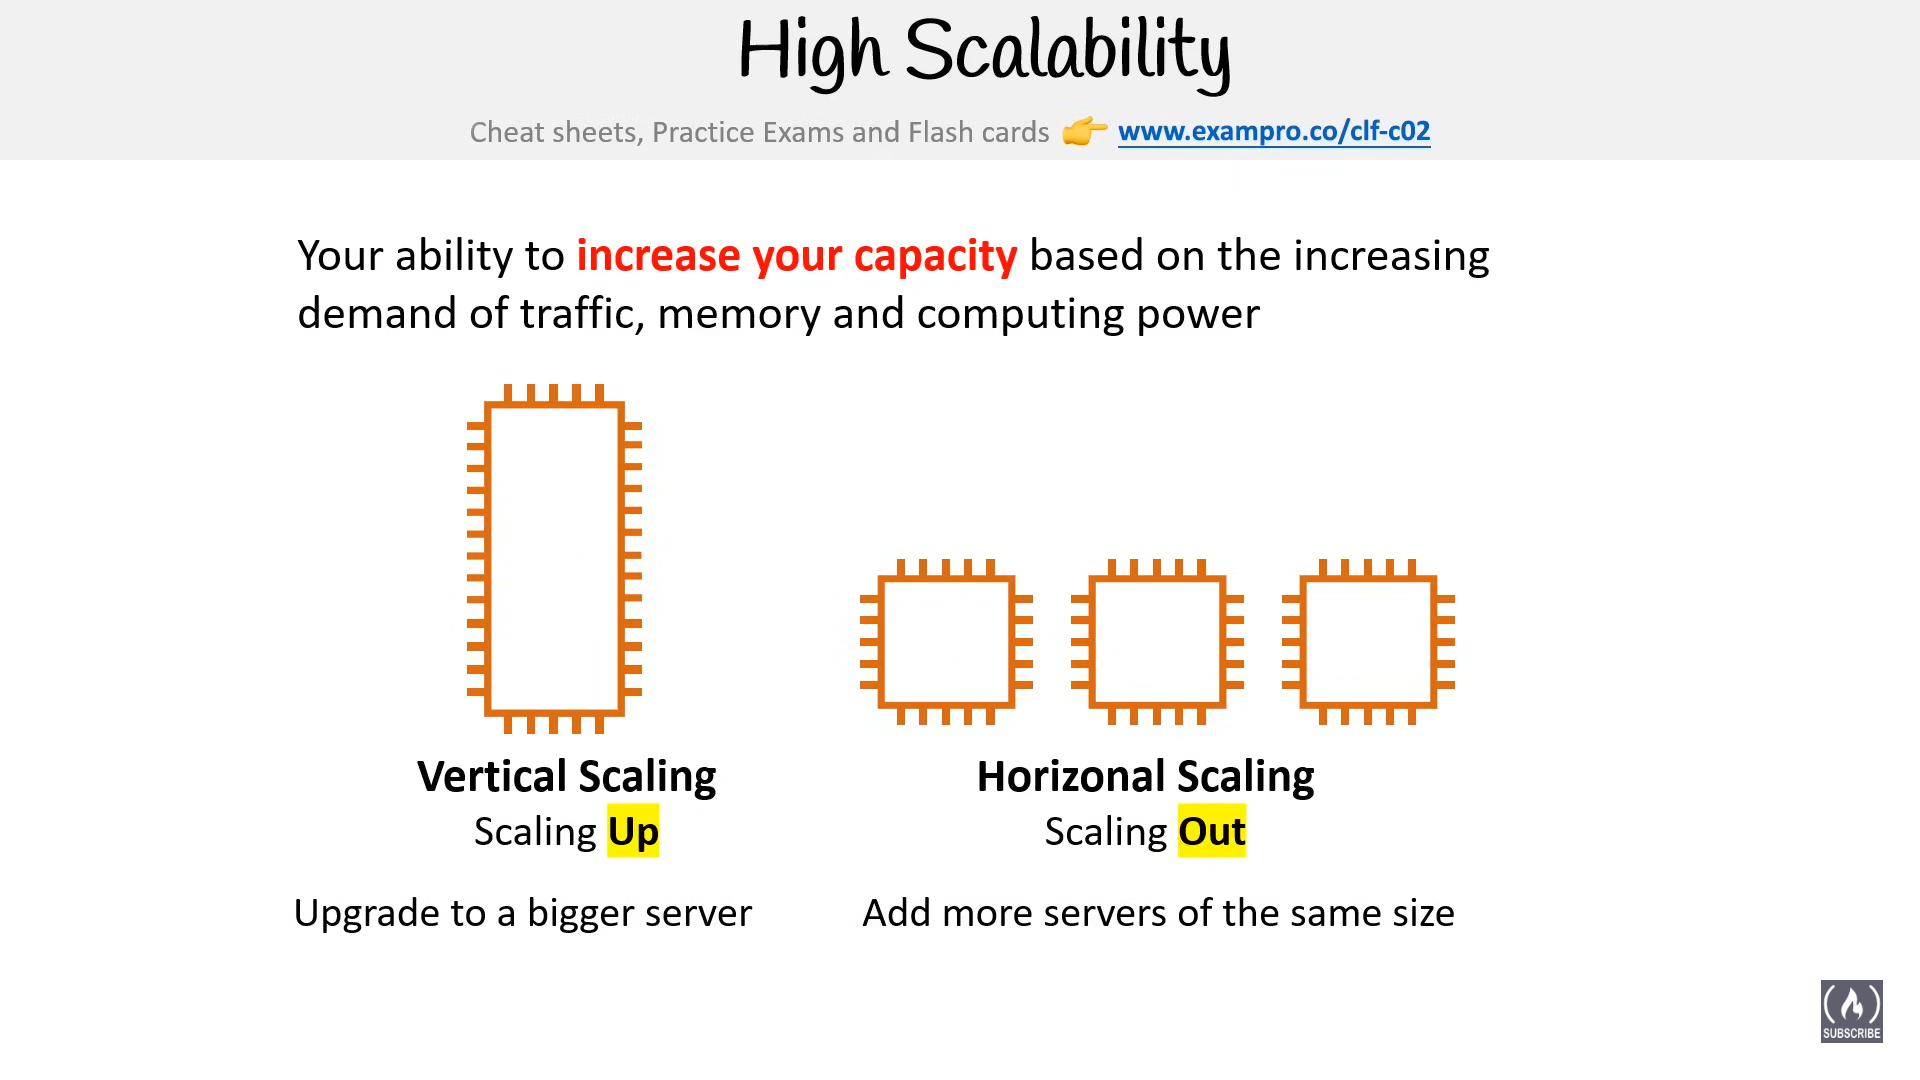 High Scalability
Cheat sheets, Practice Exams and Flash cards 👉 www.exampro.co/clf-c02
Your ability to increase your capacity based on the increasing
demand of traffic, memory and computing power
Vertical Scaling
Scaling Up
Upgrade to a bigger server
Horizonal Scaling
Scaling Out
Add more servers of the same size
SUBSCRIBE